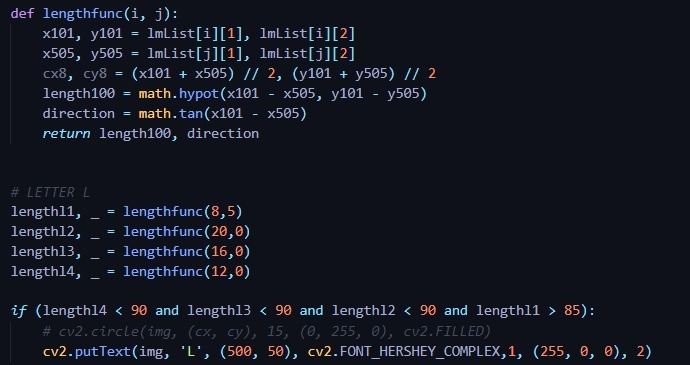 def lengthfunc(i, j):
    x101, y101 = lmList[i][1], lmList[i][2]
    x505, y505 = lmList[j][1], lmList[j][2]
    cx8, cy8 = (x101 + x505) // 2, (y101 + y505) // 2
    length100 = math.hypot(x101 - x505, y101 - y505)
    direction = math.tan(x101 - x505)
    return length100, direction
# LETTER L
lengthl1, _ = lengthfunc(8,5)
lengthl2, _ = lengthfunc(20,0)
lengthl3, _ = lengthfunc(16,0)
lengthl4, _ = lengthfunc(12,0)
if (lengthl4 < 90 and lengthl3 < 90 and lengthl2 < 90 and lengthl1 > 85):
    # cv2.circle(img, (cx, cy), 15, (0, 255, 0), cv2.FILLED)
    cv2.putText(img, 'L', (500, 50), cv2.FONT_HERSHEY_COMPLEX,1, (255, 0, 0), 2)